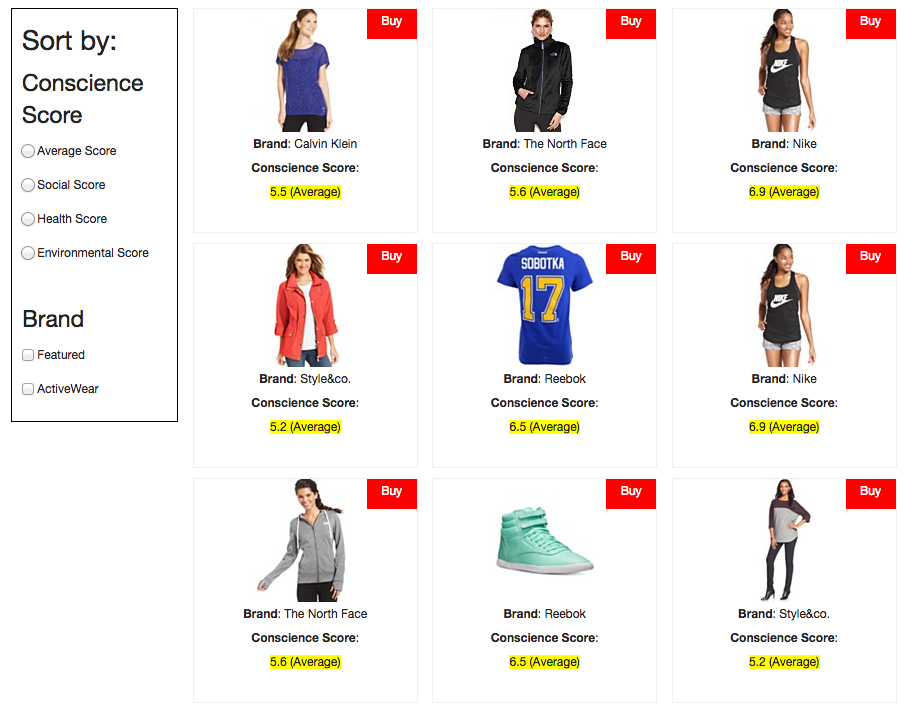 Sort by:
Conscience
Score
Average Score
Social Score
Health Score
Environmental Score
Brand
Featured
ActiveWear
Buy
Brand: Calvin Klein
Conscience Score:
5.5 (Average)
Buy
Brand: The North Face
Conscience Score:
5.6 (Average)
Buy
NIKE
Brand: Nike
Conscience Score:
6.9 (Average)
Buy
Brand: Style&co.
Conscience Score:
5.2 (Average)
Buy
SOBOTKA
17
Brand: Reebok
Conscience Score:
6.5 (Average)
Buy
NIKE
Brand: Nike
Conscience Score:
6.9 (Average)
Buy
Brand: The North Face
Conscience Score:
5.6 (Average)
Buy
Brand: Reebok
Conscience Score:
6.5 (Average)
Buy
Brand: Style&co.
Conscience Score:
5.2 (Average)